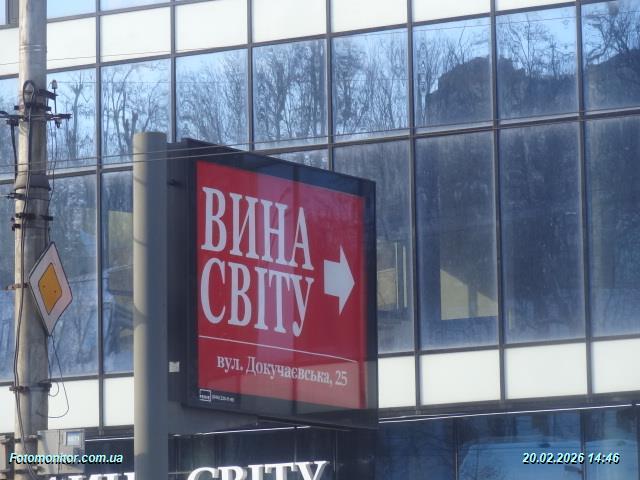 ВИНА
СВІТУ
вул. Докучаєвська, 25
СВІТУ
Fotomonitor.com.ua
20.02.2026 14:46